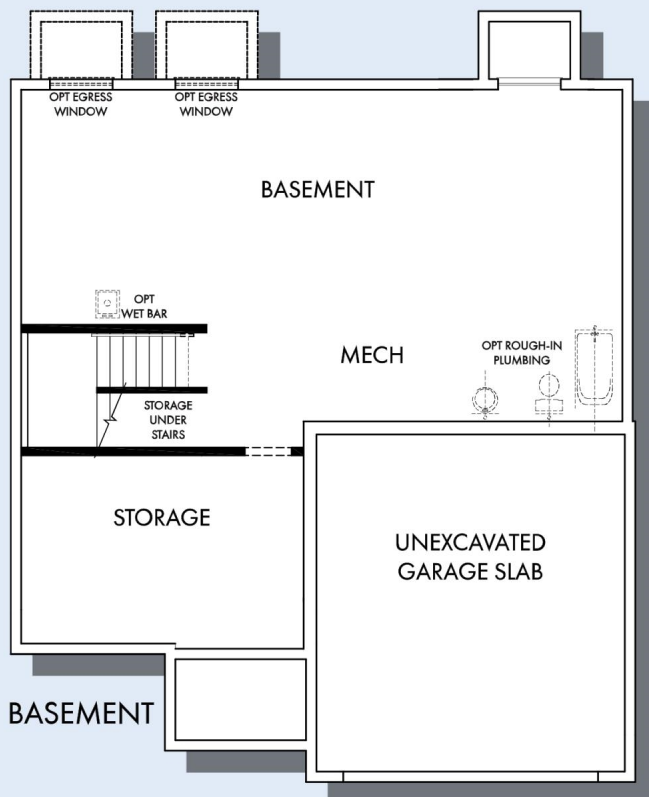 OPT EGRESS
WINDOW
OPT EGRESS
WINDOW
BASEMENT
OPT
WET BAR
MECH
OPT ROUGH-IN
PLUMBING
STORAGE
UNDER
STAIRS
STORAGE
UNEXCAVATED
GARAGE SLAB
BASEMENT